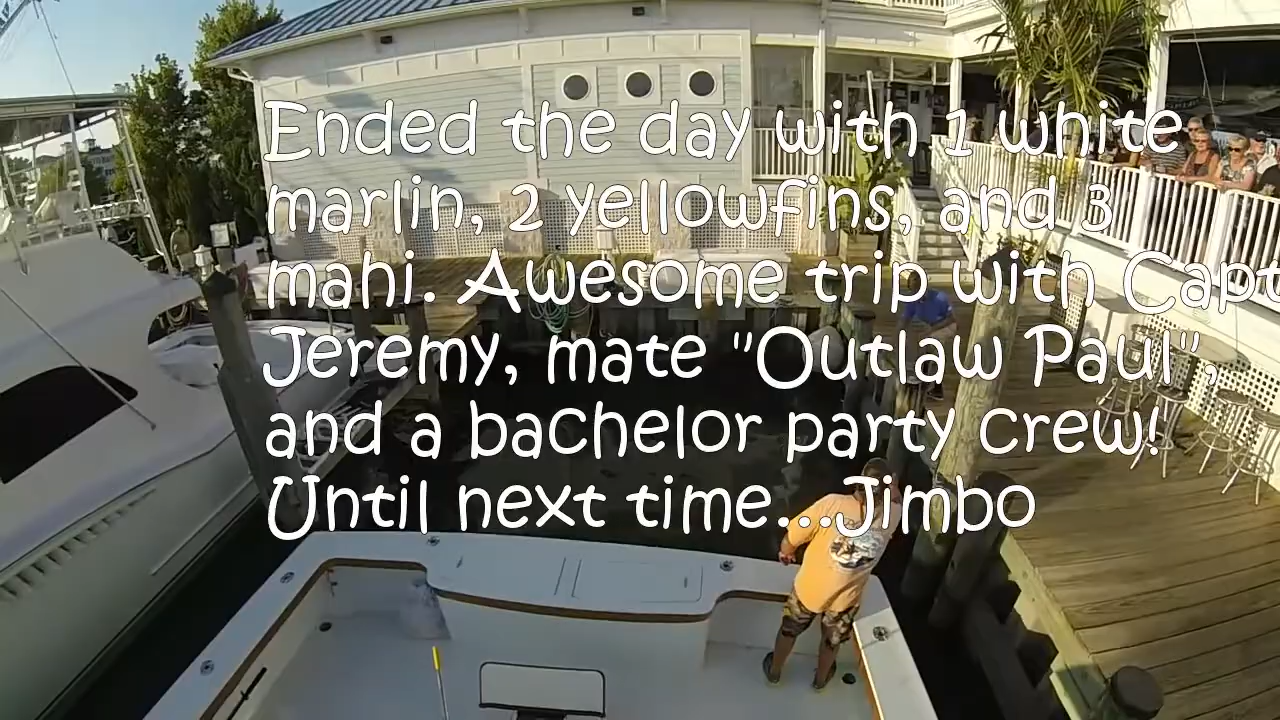 Ended the day with 1 white
marlin, 2 yellowfins, and 3
mahi. Awesome trip with Capt
Jeremy, mate "Outlaw Paul",
and a bachelor party crew!
Until next time...Jimbo